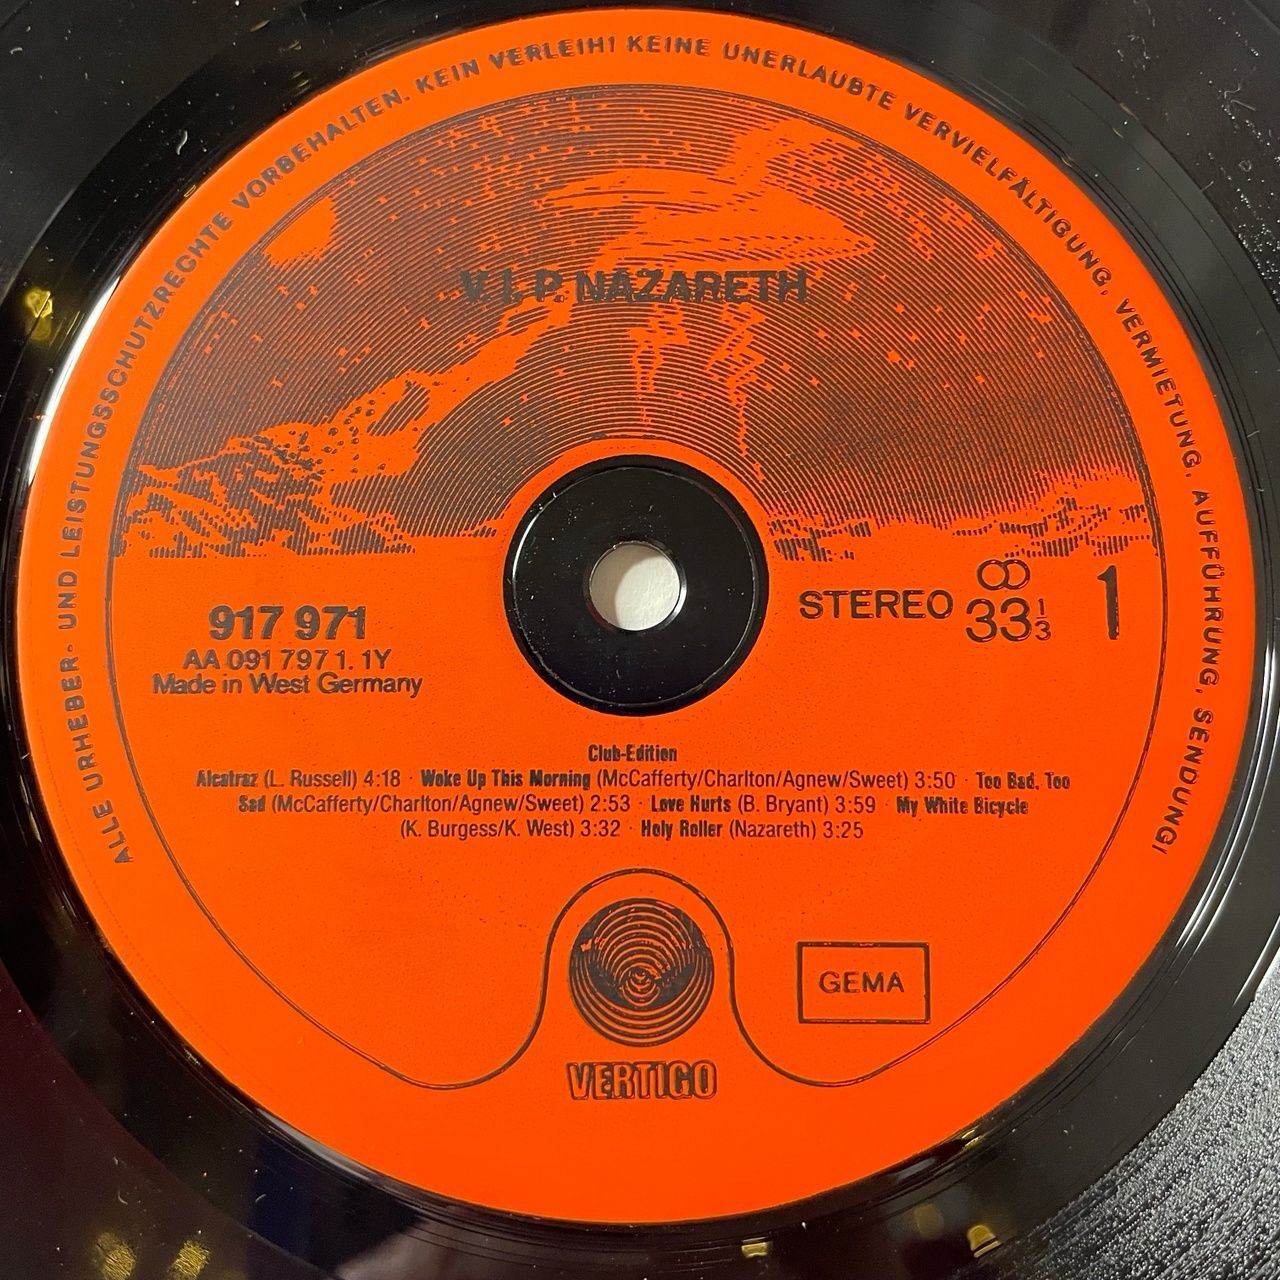 ALLE URHEBER- UND LEISTUNGSSCHUTZRECHTE VORBEHALTEN. KEIN VERLEIH! KEINE UNERLAUBTE VERVIELFÄLTIGUNG, VERMIETUNG, AUFFÜHRUNG, SENDUNG!
V.I.P. NAZARETH
STEREO 33 1/3 1
917 971
AA 091 797 1. 1Y
Made in West Germany
Club-Edition
Alcatraz (L. Russell) 4:18 · Woke Up This Morning (McCafferty/Charlton/Agnew/Sweet) 3:50 · Too Bad, Too
Sad (McCafferty/Charlton/Agnew/Sweet) 2:53 · Love Hurts (B. Bryant) 3:59 · My White Bicycle
(K. Burgess/K. West) 3:32 · Holy Roller (Nazareth) 3:25
GEMA
VERTIGO